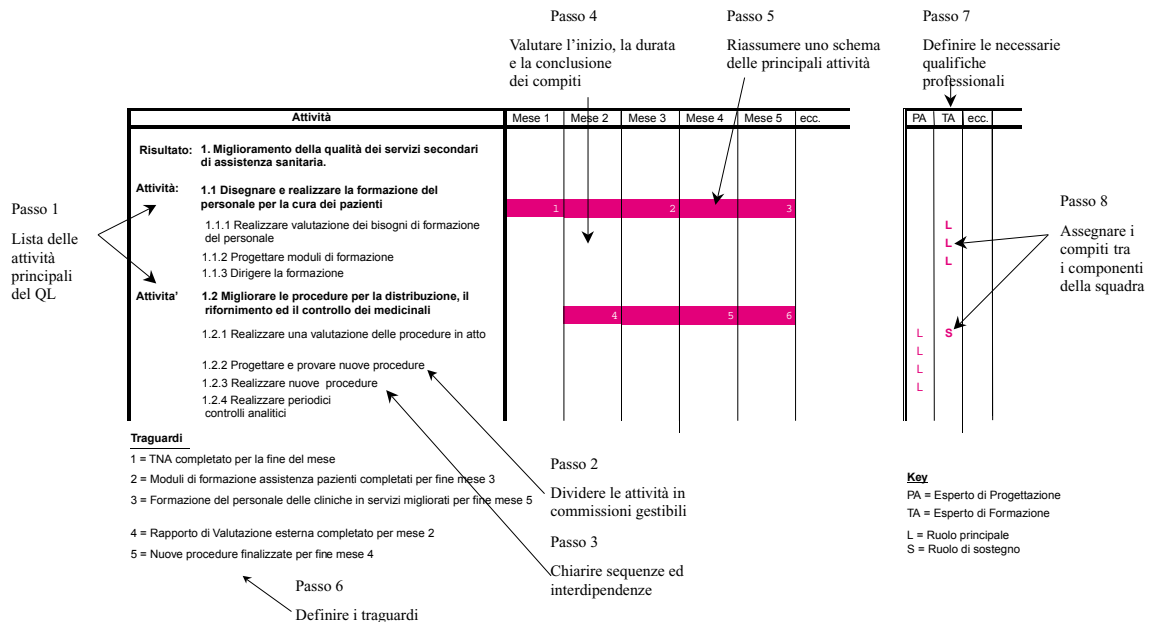 Passo 4
Valutare l'inizio, la durata
e la conclusione
dei compiti
Passo 5
Riassumere uno schema
delle principali attività
Passo 7
Definire le necessarie
qualifiche
professionali
Attività Mese 1 Mese 2 Mese 3 Mese 4 Mese 5 ecc. PA TA ecc.
Risultato: 1. Miglioramento della qualità dei servizi secondari
di assistenza sanitaria.
Attività: 1.1 Disegnare e realizzare la formazione del
personale per la cura dei pazienti
1 2 3
1.1.1 Realizzare valutazione dei bisogni di formazione
del personale
L
1.1.2 Progettare moduli di formazione
L
1.1.3 Dirigere la formazione
L
Attivita' 1.2 Migliorare le procedure per la distribuzione, il
rifornimento ed il controllo dei medicinali
4 5 6
1.2.1 Realizzare una valutazione delle procedure in atto
L S
1.2.2 Progettare e provare nuove procedure
L
1.2.3 Realizzare nuove procedure
L
1.2.4 Realizzare periodici
controlli analitici
L
Passo 1
Lista delle
attività
principali
del QL
Passo 8
Assegnare i
compiti tra
i componenti
della squadra
Traguardi
1 = TNA completato per la fine del mese
2 = Moduli di formazione assistenza pazienti completati per fine mese 3
3 = Formazione del personale delle cliniche in servizi migliorati per fine mese 5
4 = Rapporto di Valutazione esterna completato per mese 2
5 = Nuove procedure finalizzate per fine mese 4
Passo 2
Dividere le attività in
commissioni gestibili
Passo 3
Chiarire sequenze ed
interdipendenze
Passo 6
Definire i traguardi
Key
PA = Esperto di Progettazione
TA = Esperto di Formazione
L = Ruolo principale
S = Ruolo di sostegno